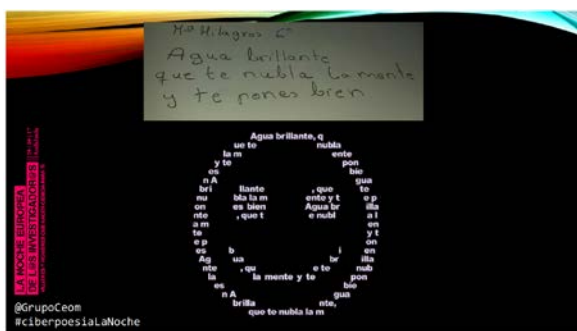 Mª Milagros 6º
Agua brillante
que te nubla la mente
y te pones bien.
Agua brillante, q
ue te nubla
la m ente
y te pon
es bie
n A gua
bri llante , que te
nu bla la m ente y t e p
on es bien Agua br illa
nte , que t e nubl a l
a m en
te y t
e p on
es b i en
Ag ua br illa
nte , qu e te nub
la la mente y te pon
es bie
n A gua
brilla nte,
que te nubla la m
LA NOCHE EUROPEA
DE L@S INVESTIGADOR@S
@GrupoCeom
#ciberpoesiaLaNoche